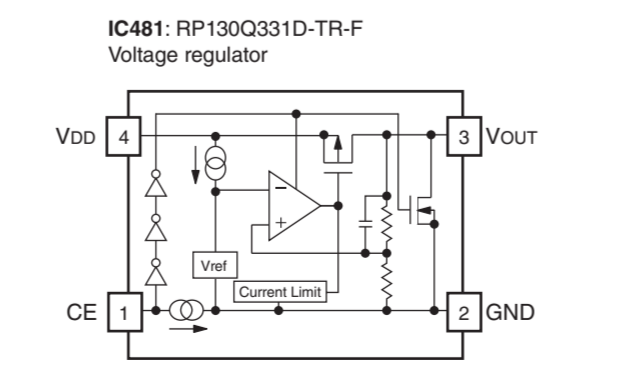 IC481: RP130Q331D-TR-F
Voltage regulator
VDD 4
3 VOUT
−
+
Vref
Current Limit
CE 1
2 GND